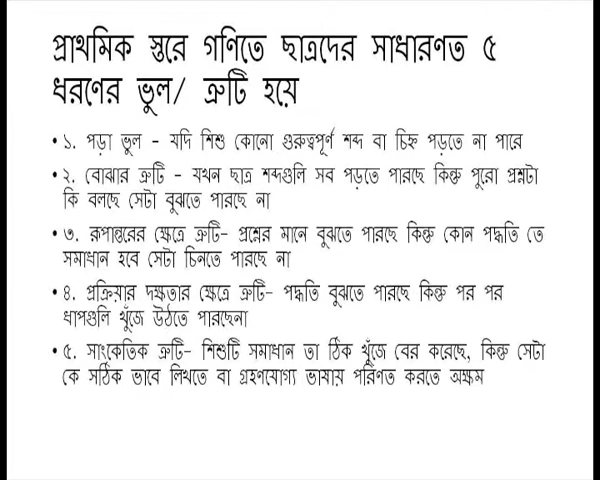 প্রাথমিক স্তরে গণিতে ছাত্রদের সাধারণত ৫
ধরণের ভুল/ ত্রুটি হয়ে
• ১. পড়া ভুল - যদি শিশু কোনো গুরুত্বপূর্ণ শব্দ বা চিহ্ন পড়তে না পারে
• ২. বোঝার ত্রুটি - যখন ছাত্র শব্দগুলি সব পড়তে পারছে কিন্তু পুরো প্রশ্নটা
কি বলছে সেটা বুঝতে পারছে না
• ৩. রূপান্তরের ক্ষেত্রে ত্রুটি- প্রশ্নের মানে বুঝতে পারছে কিন্তু কোন পদ্ধতি তে
সমাধান হবে সেটা চিনতে পারছে না
• ৪. প্রক্রিয়ার দক্ষতার ক্ষেত্রে ত্রুটি- পদ্ধতি বুঝতে পারছে কিন্তু পর পর
ধাপগুলি খুঁজে উঠতে পারছেনা
• ৫. সাংকেতিক ত্রুটি- শিশুটি সমাধান তা ঠিক খুঁজে বের করেছে, কিন্তু সেটা
কে সঠিক ভাবে লিখতে বা গ্রহণযোগ্য ভাষায় পরিণত করতে অক্ষম